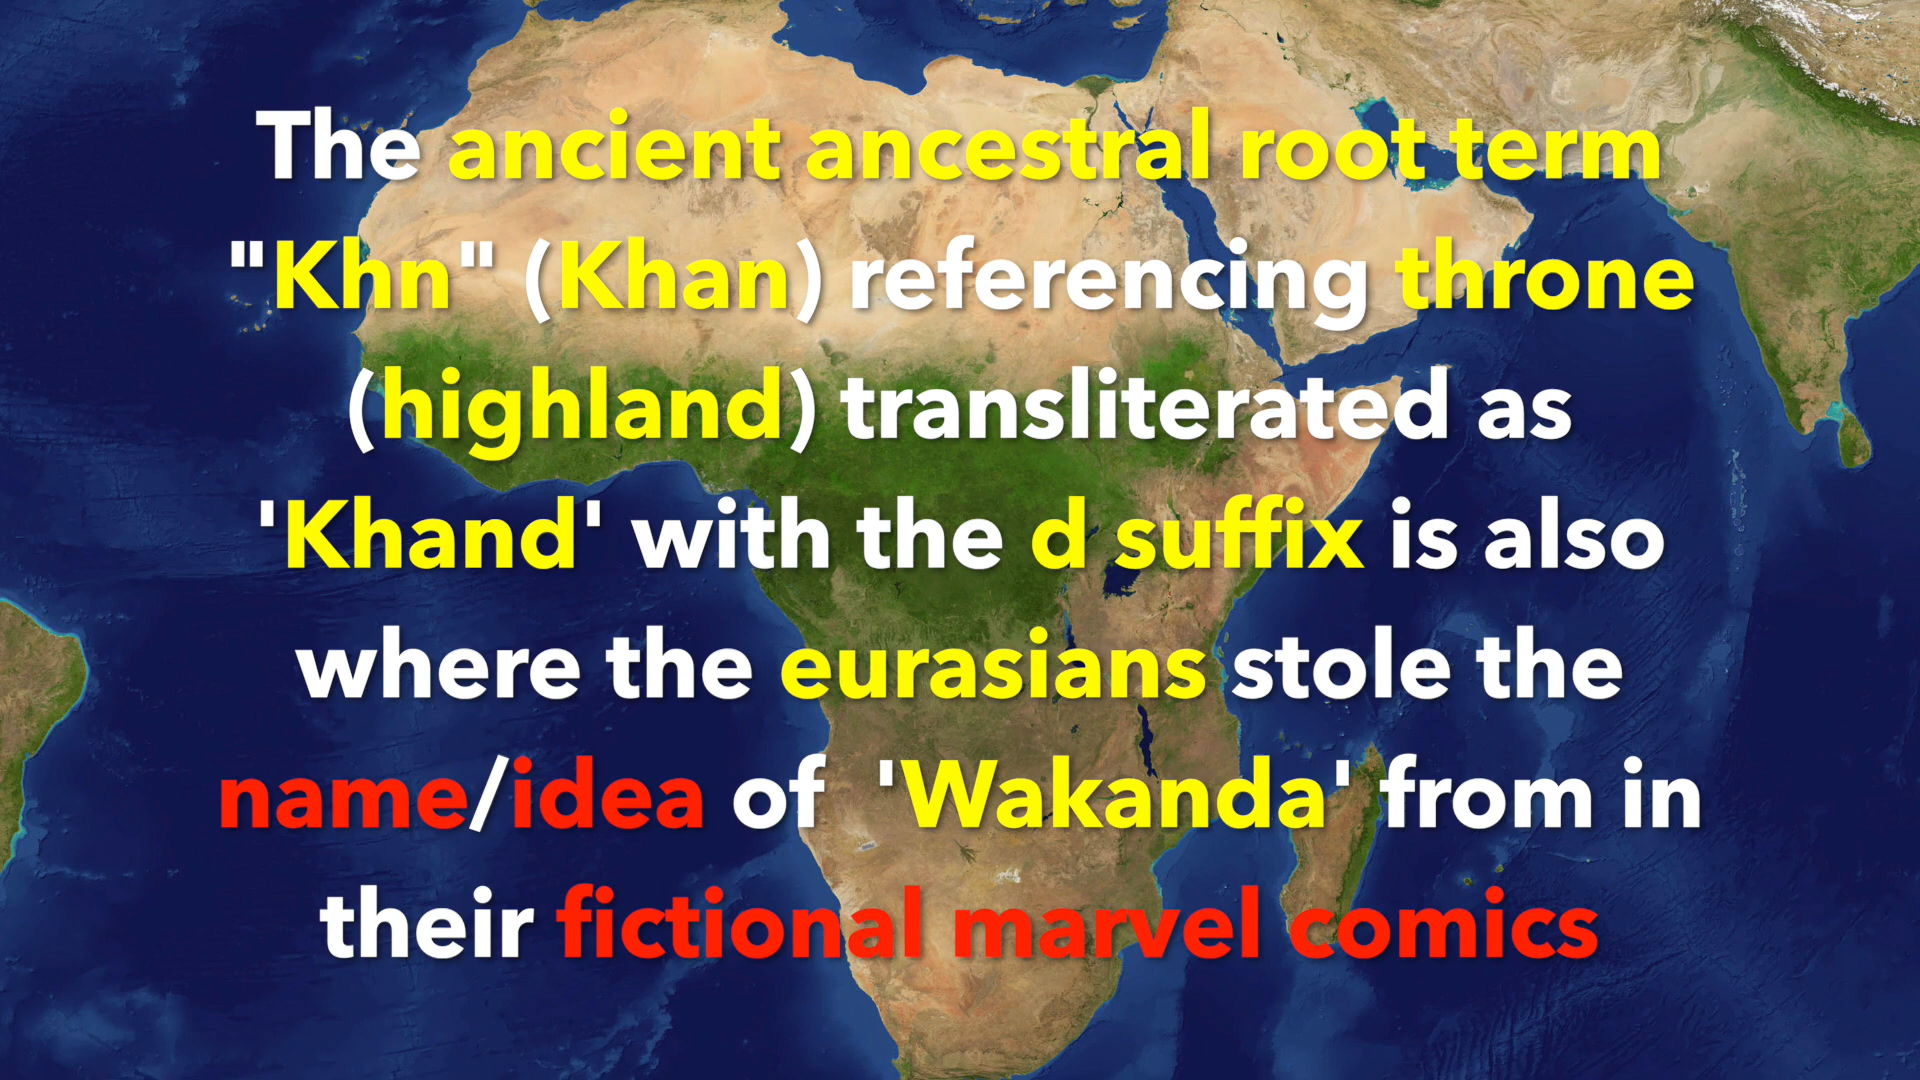 The ancient ancestral root term
"Khn" (Khan) referencing throne
(highland) transliterated as
'Khand' with the d suffix is also
where the eurasians stole the
name/idea of 'Wakanda' from in
their fictional marvel comics